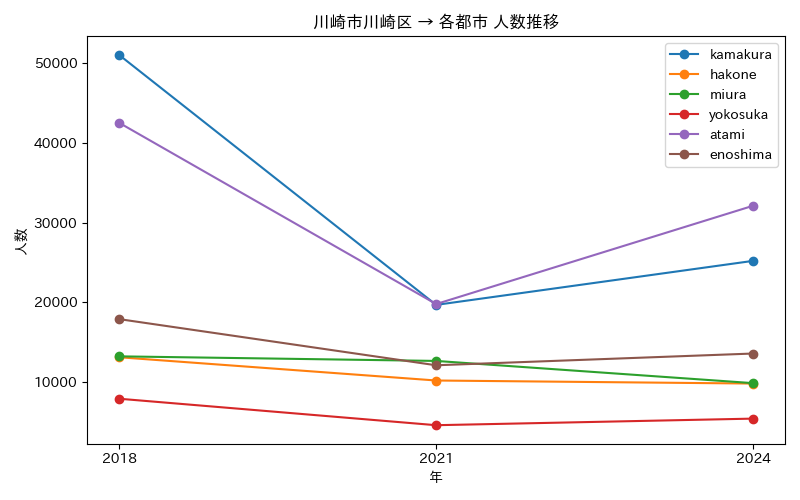 川崎市川崎区 → 各都市 人数推移
kamakura
hakone
miura
yokosuka
atami
enoshima
50000
40000
30000
20000
10000
人数
2018
2021
2024
年